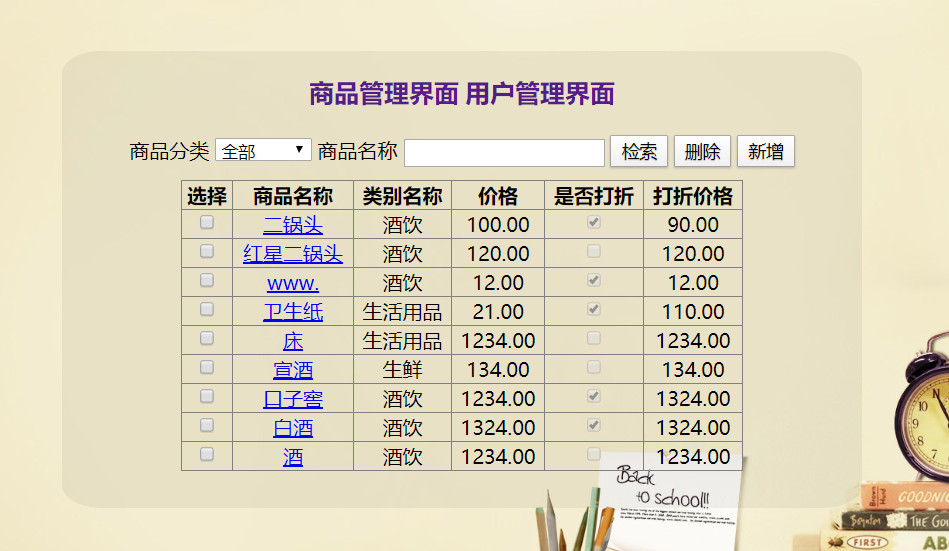 商品管理界面 用户管理界面
商品分类 全部 商品名称 检索 删除 新增
选择 商品名称 类别名称 价格 是否打折 打折价格
二锅头 酒饮 100.00 90.00
红星二锅头 酒饮 120.00 120.00
www. 酒饮 12.00 12.00
卫生纸 生活用品 21.00 110.00
床 生活用品 1234.00 1234.00
宣酒 生鲜 134.00 134.00
口子窖 酒饮 1234.00 1324.00
白酒 酒饮 1324.00 1324.00
酒 酒饮 1234.00 1234.00
Back
to school!!
GOODNI
Boynton THE GO
FIRST AB